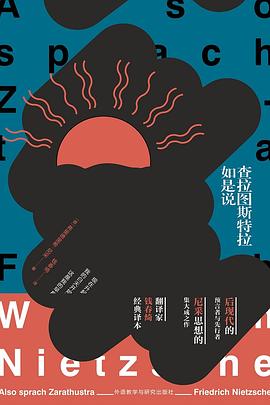 A s o
s p r a c h
Z
t
a
F
W
Nietzsche
查拉图斯特拉
如是说
后现代的
预言者与先行者
尼采思想的
集大成之作
翻译家
钱春绮
经典译本
Also sprach Zarathustra
外语教学与研究出版社
Friedrich Nietzsche